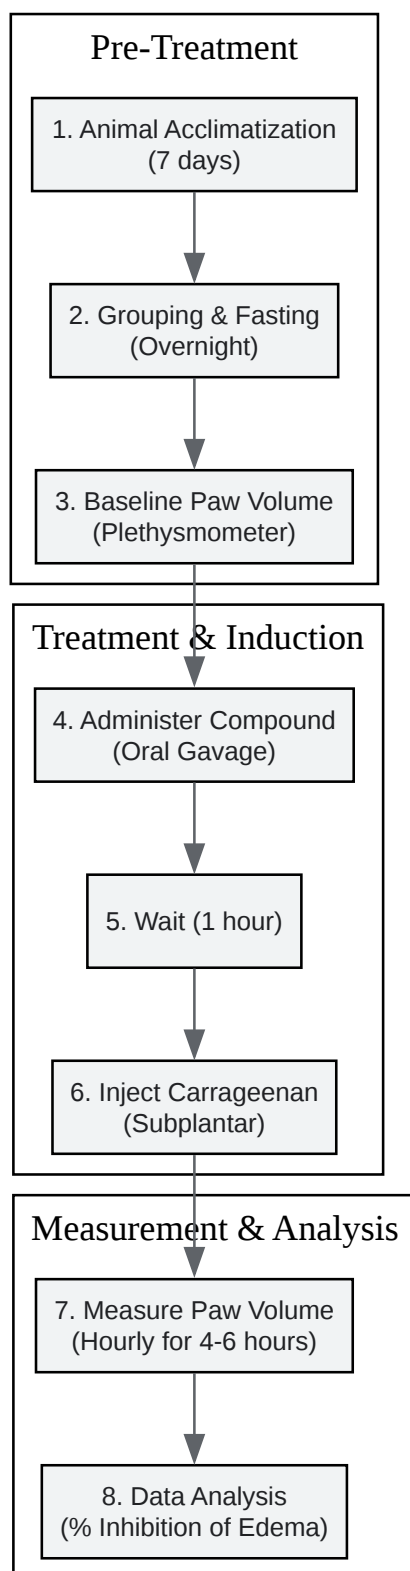 Pre-Treatment
1. Animal Acclimatization
(7 days)
2. Grouping & Fasting
(Overnight)
3. Baseline Paw Volume
(Plethysmometer)
Treatment & Induction
4. Administer Compound
(Oral Gavage)
5. Wait (1 hour)
6. Inject Carrageenan
(Subplantar)
Measurement & Analysis
7. Measure Paw Volume
(Hourly for 4-6 hours)
8. Data Analysis
(% Inhibition of Edema)